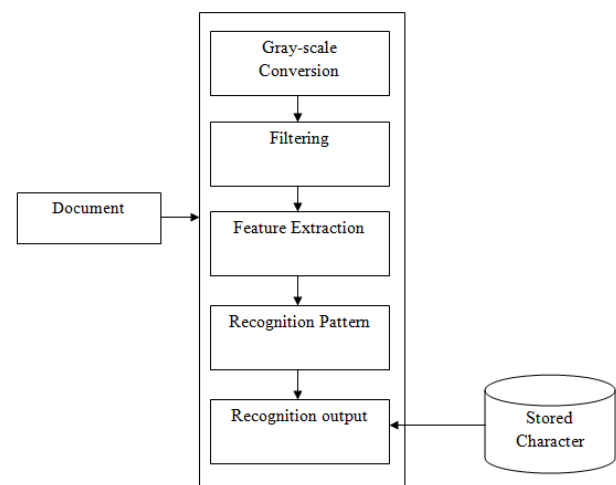 Gray-scale
Conversion
Filtering
Document
Feature Extraction
Recognition Pattern
Recognition output
Stored
Character